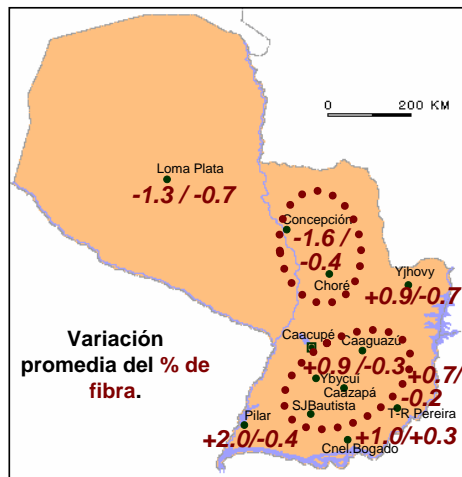 0 200 KM
Loma Plata
-1.3 / -0.7
Concepción
-1.6 /
-0.4
Choré
Yjhovy
+0.9/-0.7
Variación
promedia del % de
fibra.
Caacupé
Caaguazú
+0.9 /-0.3
+0.7/
-0.2
Ybycui
Caazapá
SJBautista
T-R Pereira
Pilar
+2.0/-0.4
+1.0/+0.3
Cnel.Bogado